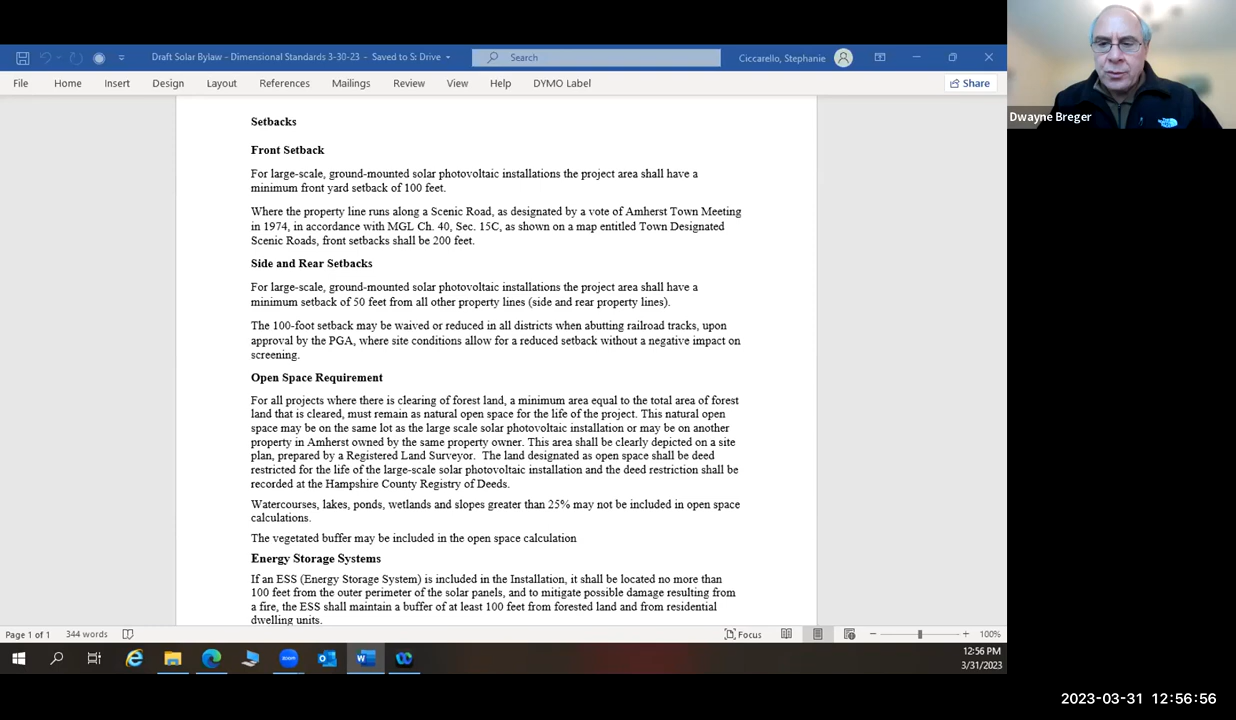 Draft Solar Bylaw – Dimensional Standards 3-30-23 - Saved to S: Drive
Search
Ciccarello, Stephanie
File Home Insert Design Layout References Mailings Review View Help DYMO Label Share
Dwayne Breger
Setbacks
Front Setback
For large-scale, ground-mounted solar photovoltaic installations the project area shall have a
minimum front yard setback of 100 feet.
Where the property line runs along a Scenic Road, as designated by a vote of Amherst Town Meeting
in 1974, in accordance with MGL Ch. 40, Sec. 15C, as shown on a map entitled Town Designated
Scenic Roads, front setbacks shall be 200 feet.
Side and Rear Setbacks
For large-scale, ground-mounted solar photovoltaic installations the project area shall have a
minimum setback of 50 feet from all other property lines (side and rear property lines).
The 100-foot setback may be waived or reduced in all districts when abutting railroad tracks, upon
approval by the PGA, where site conditions allow for a reduced setback without a negative impact on
screening.
Open Space Requirement
For all projects where there is clearing of forest land, a minimum area equal to the total area of forest
land that is cleared, must remain as natural open space for the life of the project. This natural open
space may be on the same lot as the large scale solar photovoltaic installation or may be on another
property in Amherst owned by the same property owner. This area shall be clearly depicted on a site
plan, prepared by a Registered Land Surveyor.  The land designated as open space shall be deed
restricted for the life of the large-scale solar photovoltaic installation and the deed restriction shall be
recorded at the Hampshire County Registry of Deeds.
Watercourses, lakes, ponds, wetlands and slopes greater than 25% may not be included in open space
calculations.
The vegetated buffer may be included in the open space calculation
Energy Storage Systems
If an ESS (Energy Storage System) is included in the Installation, it shall be located no more than
100 feet from the outer perimeter of the solar panels, and to mitigate possible damage resulting from
a fire, the ESS shall maintain a buffer of at least 100 feet from forested land and from residential
dwelling units.
Page 1 of 1 344 words Focus 100%
12:56 PM
3/31/2023
2023-03-31 12:56:56